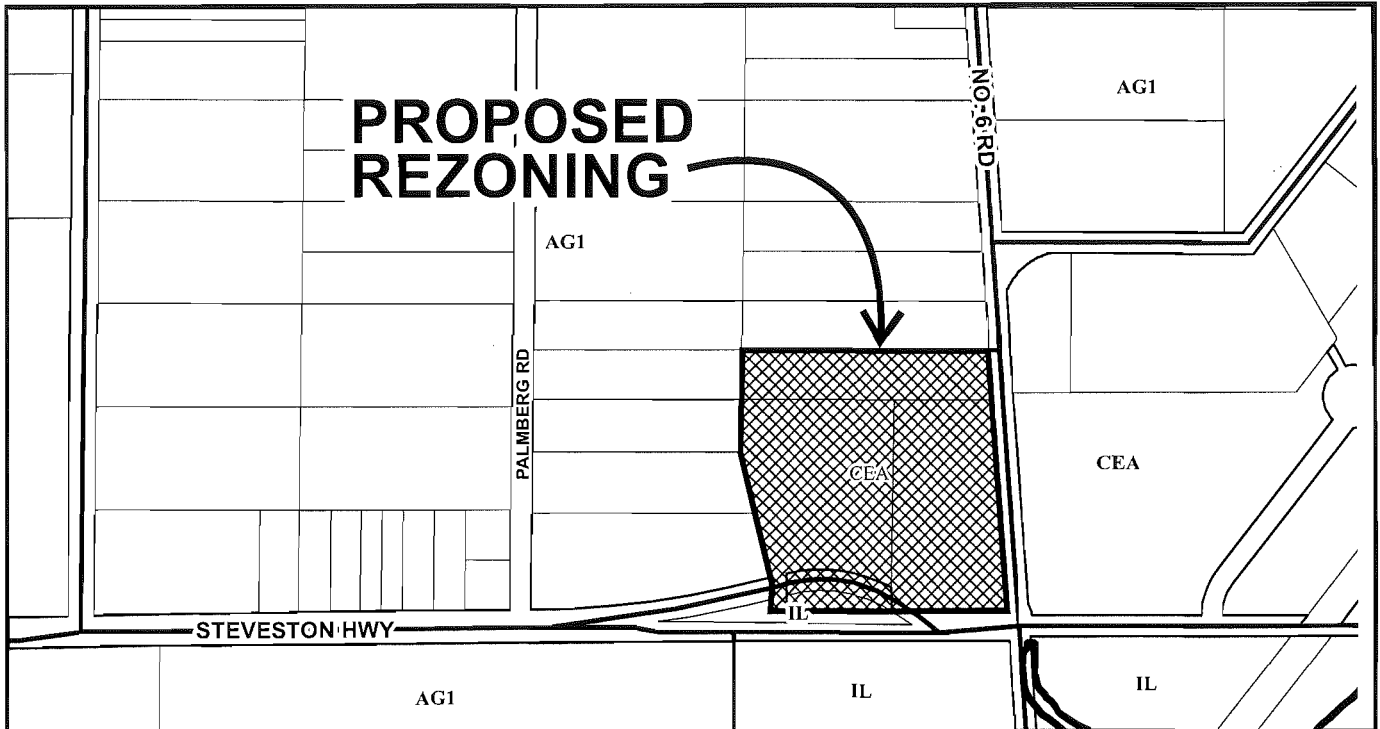 AG1
NO. 6 RD
PROPOSED
REZONING
AG1
PALMBERG RD
CEA
CEA
IL
STEVESTON HWY
AG1
IL
IL